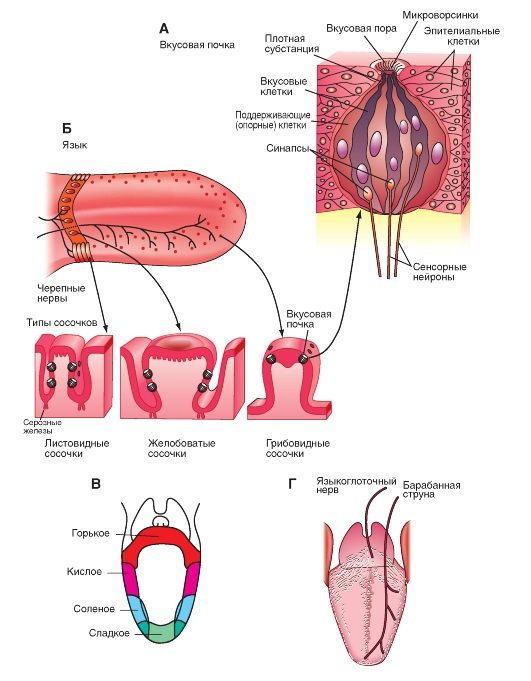 А
Вкусовая почка
Микроворсинки
Вкусовая пора
Эпителиальные
клетки
Плотная
субстанция
Вкусовые
клетки
Поддерживающие
(опорные) клетки
Синапсы
Сенсорные
нейроны
Б
Язык
Черепные
нервы
Типы сосочков
Вкусовая
почка
Серозные
железы
Листовидные
сосочки
Желобоватые
сосочки
Грибовидные
сосочки
В
Горькое
Кислое
Соленое
Сладкое
Г
Языкоглоточный
нерв
Барабанная
струна